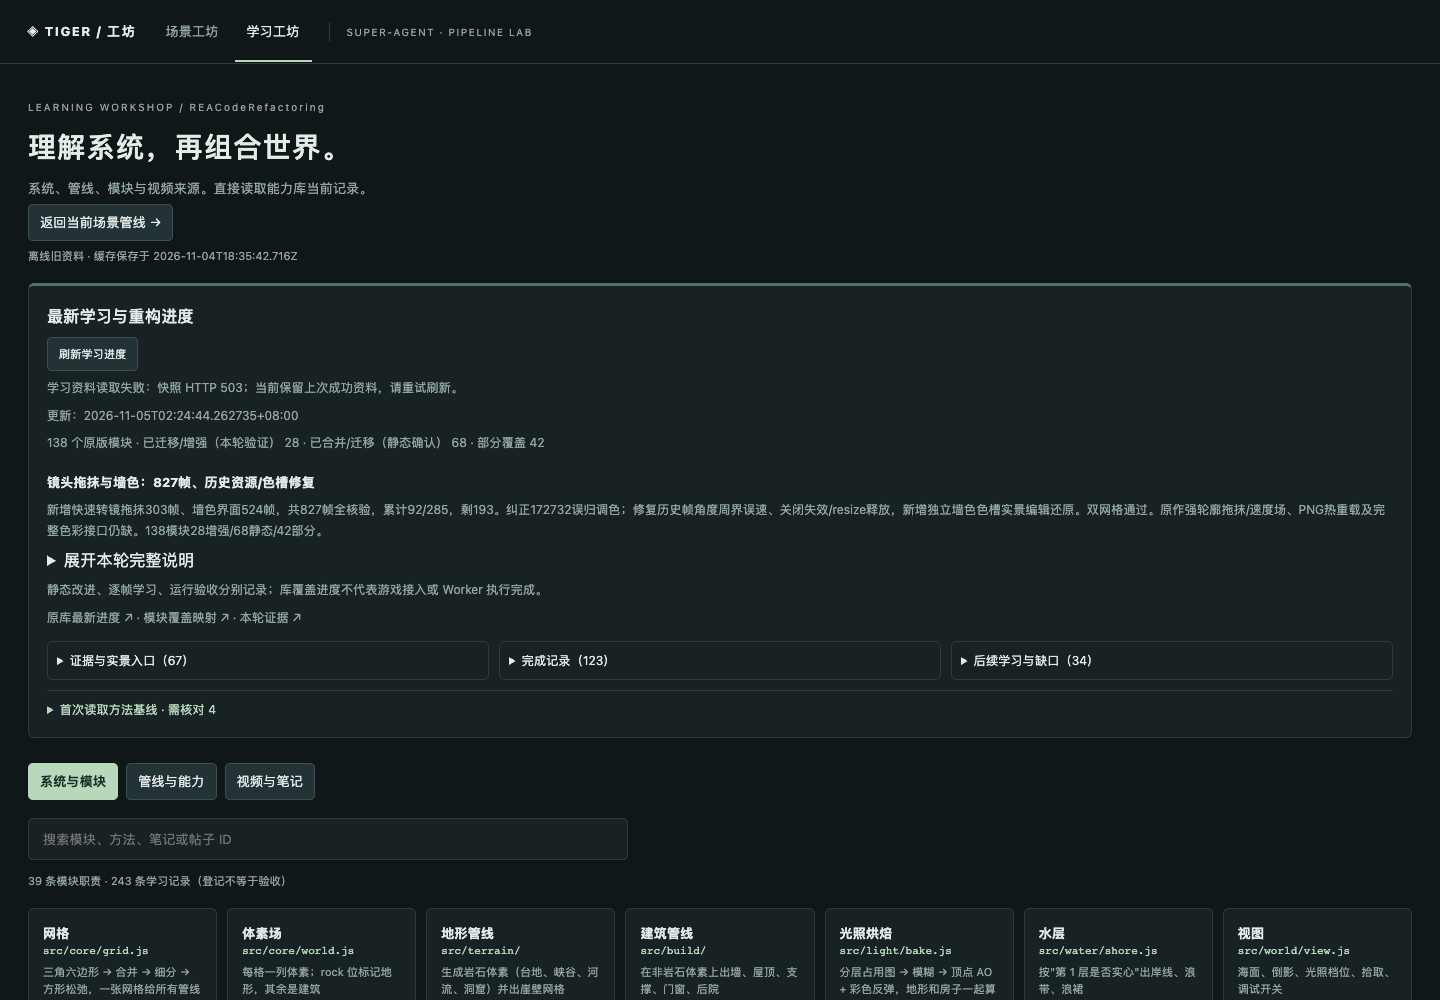 ◈ TIGER / 工坊 场景工坊 学习工坊 SUPER-AGENT · PIPELINE LAB
LEARNING WORKSHOP / REACodeRefactoring
理解系统，再组合世界。
系统、管线、模块与视频来源。直接读取能力库当前记录。
返回当前场景管线 →
离线旧资料 · 缓存保存于 2026-11-04T18:35:42.716Z
最新学习与重构进度
刷新学习进度
学习资料读取失败：快照 HTTP 503；当前保留上次成功资料，请重试刷新。
更新：2026-11-05T02:24:44.262735+08:00
138 个原版模块 · 已迁移/增强（本轮验证） 28 · 已合并/迁移（静态确认） 68 · 部分覆盖 42
镜头拖抹与墙色：827帧、历史资源/色槽修复
新增快速转镜拖抹303帧、墙色界面524帧，共827帧全核验，累计92/285，剩193。纠正172732误归调色；修复历史帧角度周界误速、关闭失效/resize释放，新增独立墙色色槽实景编辑还原。双网格通过。原作强轮廓拖抹/速度场、PNG热重载及完
整色彩接口仍缺。138模块28增强/68静态/42部分。
▶ 展开本轮完整说明
静态改进、逐帧学习、运行验收分别记录；库覆盖进度不代表游戏接入或 Worker 执行完成。
原库最新进度 ↗ · 模块覆盖映射 ↗ · 本轮证据 ↗
▶ 证据与实景入口（67）
▶ 完成记录（123）
▶ 后续学习与缺口（34）
▶ 首次读取方法基线 · 需核对 4
系统与模块 管线与能力 视频与笔记
搜索模块、方法、笔记或帖子 ID
39 条模块职责 · 243 条学习记录（登记不等于验收）
网格
src/core/grid.js
三角六边形 → 合并 → 细分 →
方形松弛，一张网格给所有管线
体素场
src/core/world.js
每格一列体素；rock 位标记地
形，其余是建筑
地形管线
src/terrain/
生成岩石体素（台地、峡谷、河
流、洞窟）并出崖壁网格
建筑管线
src/build/
在非岩石体素上出墙、屋顶、支
撑、门窗、后院
光照烘焙
src/light/bake.js
分层占用图 → 模糊 → 顶点 AO
+ 彩色反弹，地形和房子一起算
水层
src/water/shore.js
按"第 1 层是否实心"出岸线、浪
带、浪裙
视图
src/world/view.js
海面、倒影、光照档位、拾取、
调试开关